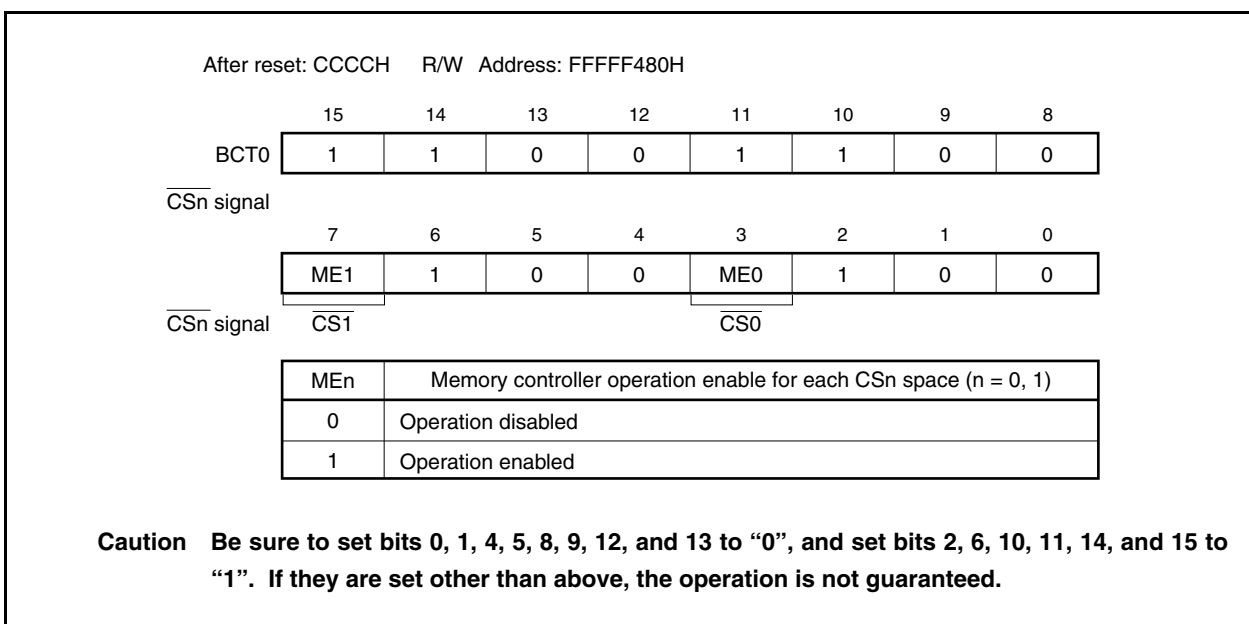 After reset: CCCCH R/W Address: FFFFF480H
15 14 13 12 11 10 9 8
BCT0 1 1 0 0 1 1 0 0
CSn signal
7 6 5 4 3 2 1 0
ME1 1 0 0 ME0 1 0 0
CSn signal CS1 CS0
MEn Memory controller operation enable for each CSn space (n = 0, 1)
0 Operation disabled
1 Operation enabled
Caution Be sure to set bits 0, 1, 4, 5, 8, 9, 12, and 13 to “0”, and set bits 2, 6, 10, 11, 14, and 15 to
“1”. If they are set other than above, the operation is not guaranteed.